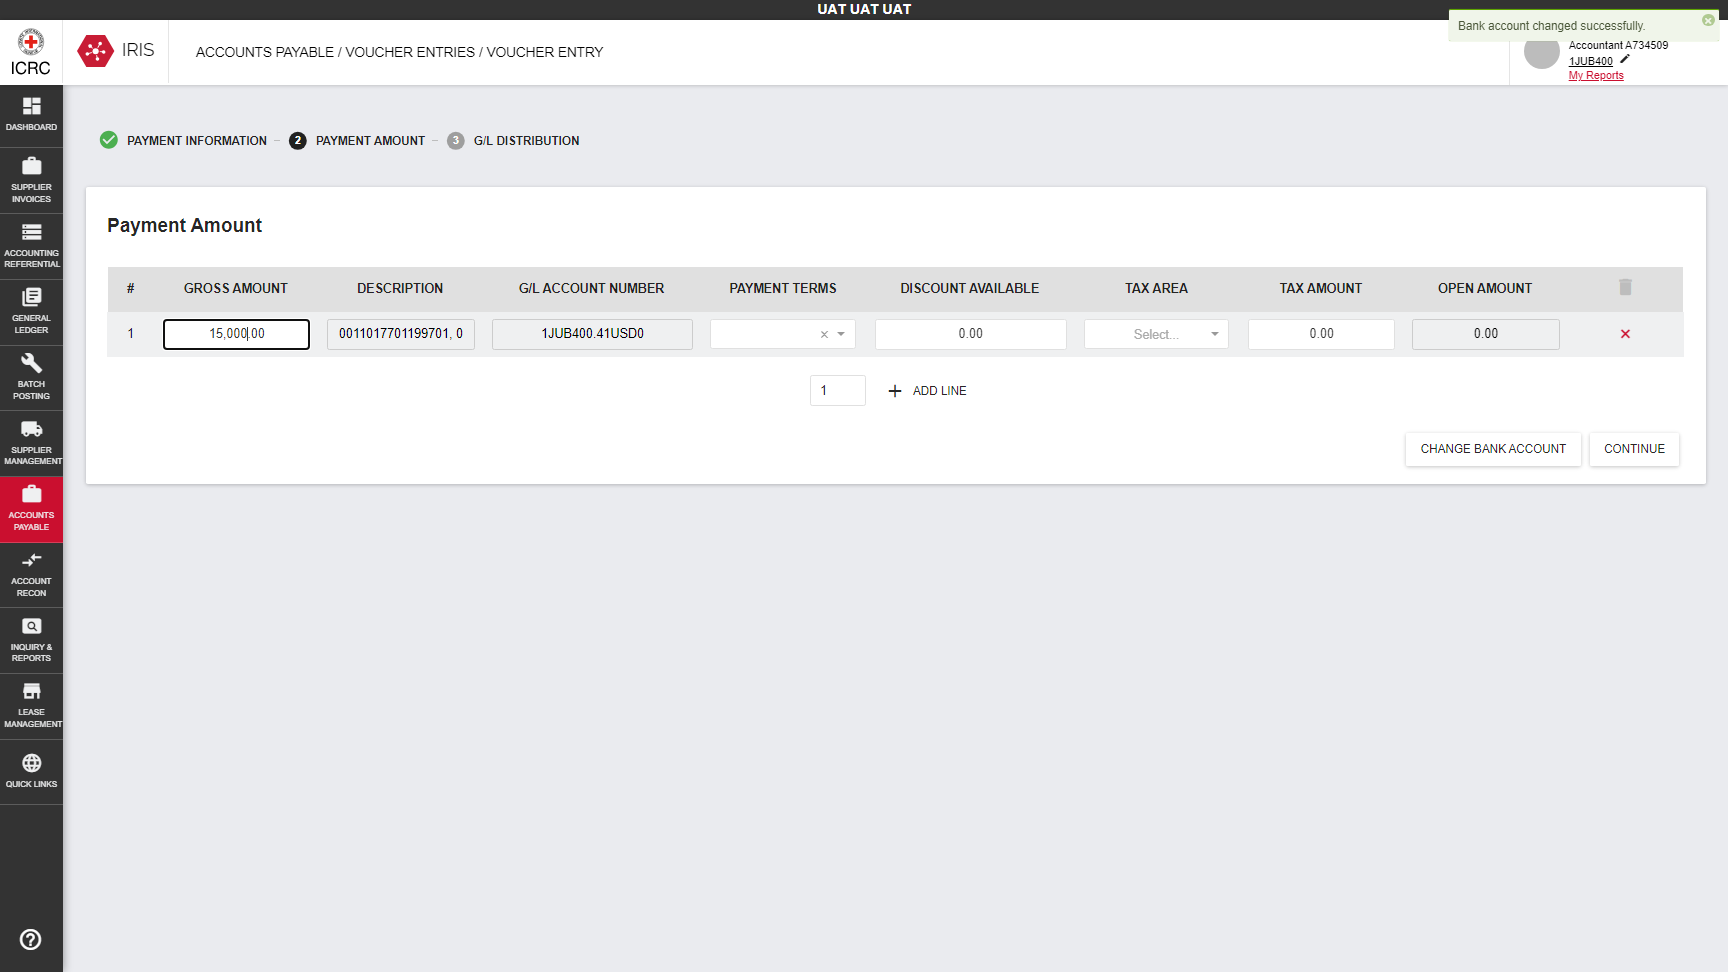 UAT UAT UAT
Bank account changed successfully.
ICRC
IRIS
ACCOUNTS PAYABLE / VOUCHER ENTRIES / VOUCHER ENTRY
Accountant A734509
1JUB400
My Reports
DASHBOARD
SUPPLIER
INVOICES
ACCOUNTING
REFERENTIAL
GENERAL
LEDGER
BATCH
POSTING
SUPPLIER
MANAGEMENT
ACCOUNTS
PAYABLE
ACCOUNT
RECON
INQUIRY &
REPORTS
LEASE
MANAGEMENT
QUICK LINKS
PAYMENT INFORMATION – 2 PAYMENT AMOUNT – 3 G/L DISTRIBUTION
Payment Amount
# GROSS AMOUNT DESCRIPTION G/L ACCOUNT NUMBER PAYMENT TERMS DISCOUNT AVAILABLE TAX AREA TAX AMOUNT OPEN AMOUNT
1 15,000.00 0011017701199701, 0 1JUB400.41USD0 0.00 Select... 0.00 0.00
1 ADD LINE
CHANGE BANK ACCOUNT CONTINUE